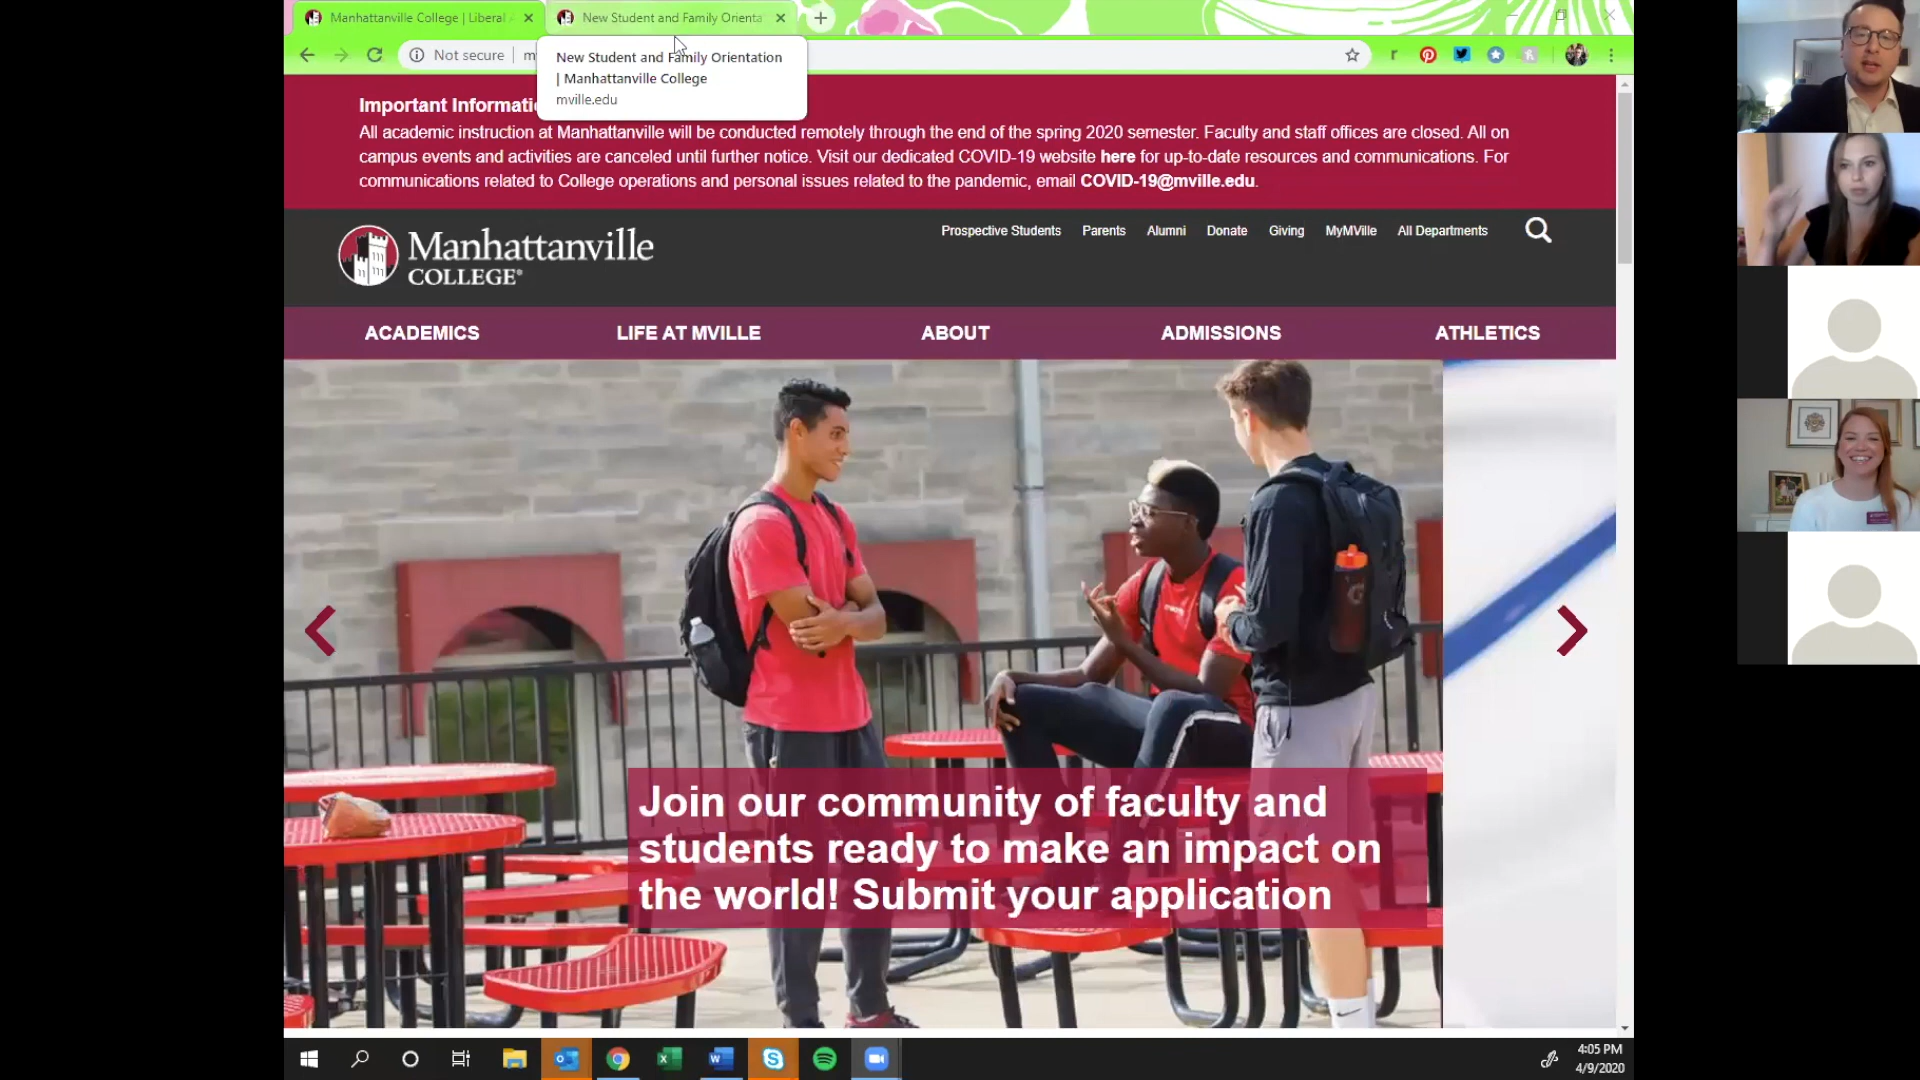 Manhattanville College | Liberal
New Student and Family Orienta
Not secure
New Student and Family Orientation
| Manhattanville College
mville.edu
Important
All academic instruction at Manhattanville will be conducted remotely through the end of the spring 2020 semester. Faculty and staff offices are closed. All on
campus events and activities are canceled until further notice. Visit our dedicated COVID-19 website here for up-to-date resources and communications. For
communications related to College operations and personal issues related to the pandemic, email COVID-19@mville.edu.
Manhattanville
COLLEGE®
Prospective Students Parents Alumni Donate Giving MyMVille All Departments
ACADEMICS LIFE AT MVILLE ABOUT ADMISSIONS ATHLETICS
Join our community of faculty and
students ready to make an impact on
the world! Submit your application
4:05 PM
4/9/2020